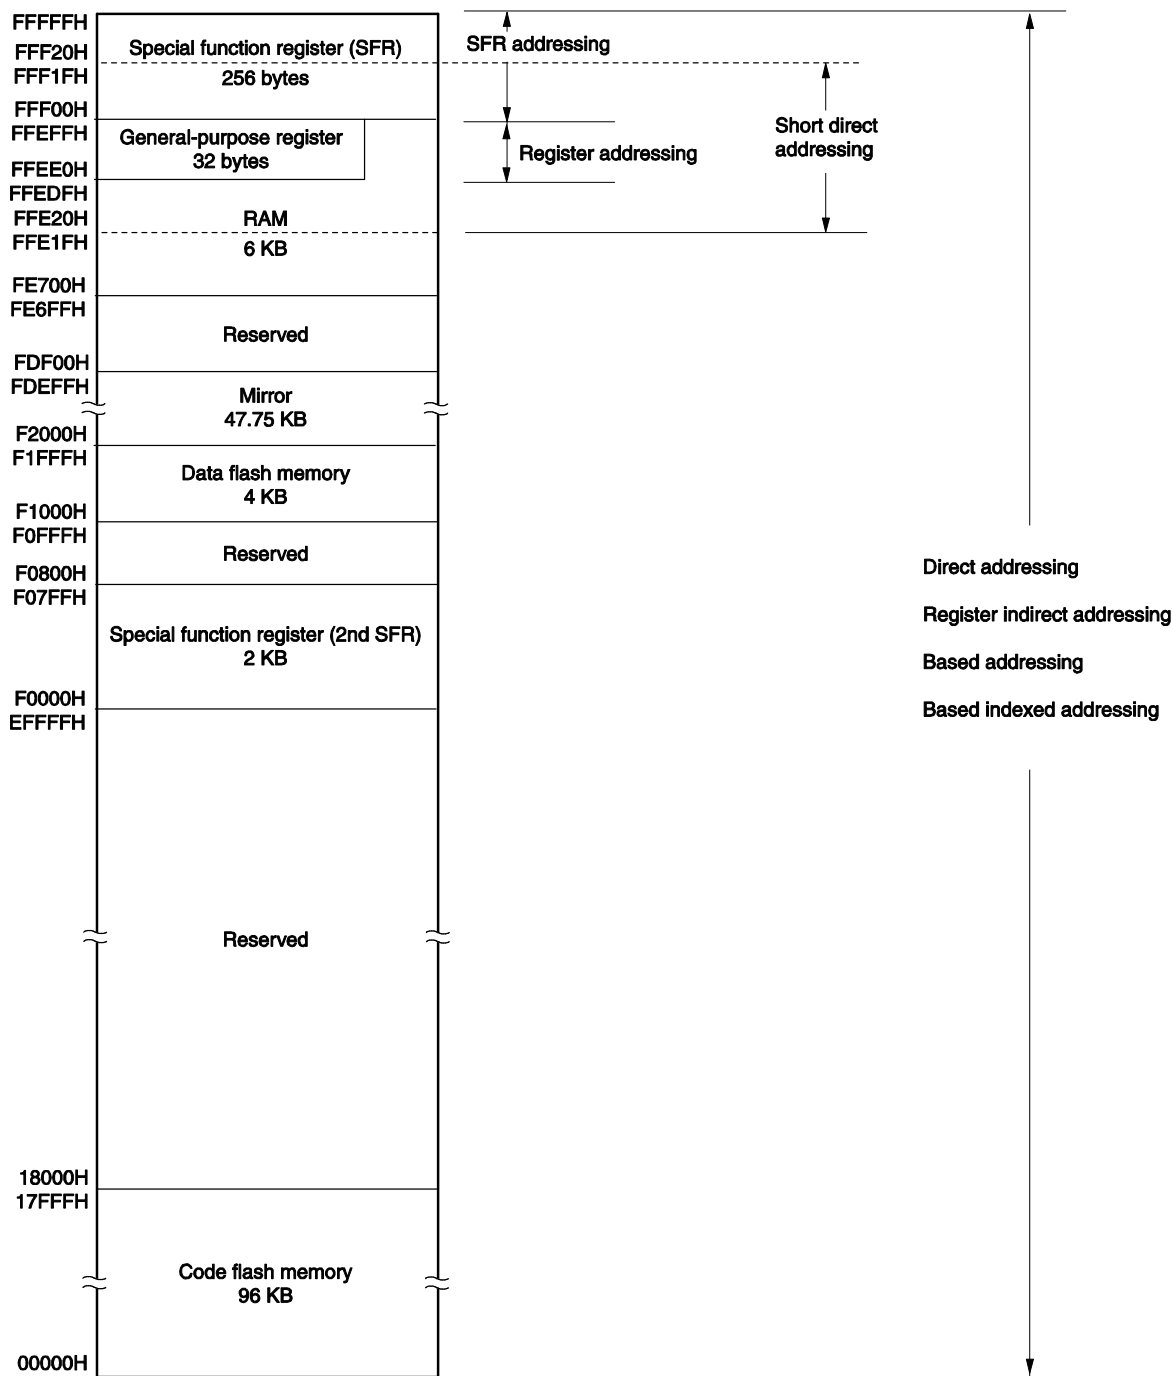 FFFFFH
FFF20H
FFF1FH
FFF00H
FFEFFH
FFEE0H
FFEDFH
FFE20H
FFE1FH
FE700H
FE6FFH
FDF00H
FDEFFH
F2000H
F1FFFH
F1000H
F0FFFH
F0800H
F07FFH
F0000H
EFFFFH
18000H
17FFFH
00000H
Special function register (SFR)
256 bytes
General-purpose register
32 bytes
RAM
6 KB
Reserved
Mirror
47.75 KB
Data flash memory
4 KB
Reserved
Special function register (2nd SFR)
2 KB
Reserved
Code flash memory
96 KB
SFR addressing
Register addressing
Short direct
addressing
Direct addressing
Register indirect addressing
Based addressing
Based indexed addressing